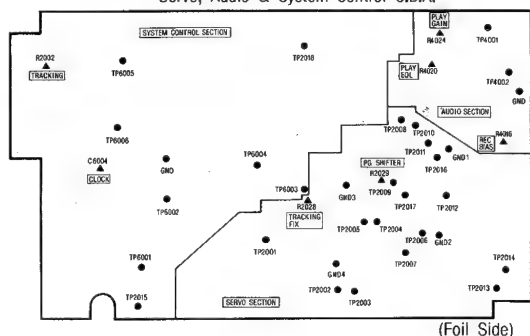 Servo, Audio & System Control C.B.A.
SYSTEM CONTROL SECTION
PLAY GAIN
R4024
TP4001
R2002
TRACKING
TP6005
TP2018
PLAY EQL
R4020
TP4002
GND
AUDIO SECTION
TP6006
TP2008
TP2010
TP2011
GND1
REC BIAS
R4016
C6004
CLOCK
GND
TP6004
PG SHIFTER
R2029
TP2016
TP6003
GND3
TP2009
TP5002
R2028
TRACKING FIX
TP2017
TP2012
TP2005
TP2004
TP2006
GND2
TP2001
TP2007
TP6001
GND4
TP2014
TP2015
SERVO SECTION
TP2002
TP2003
TP2013
(Foil Side)